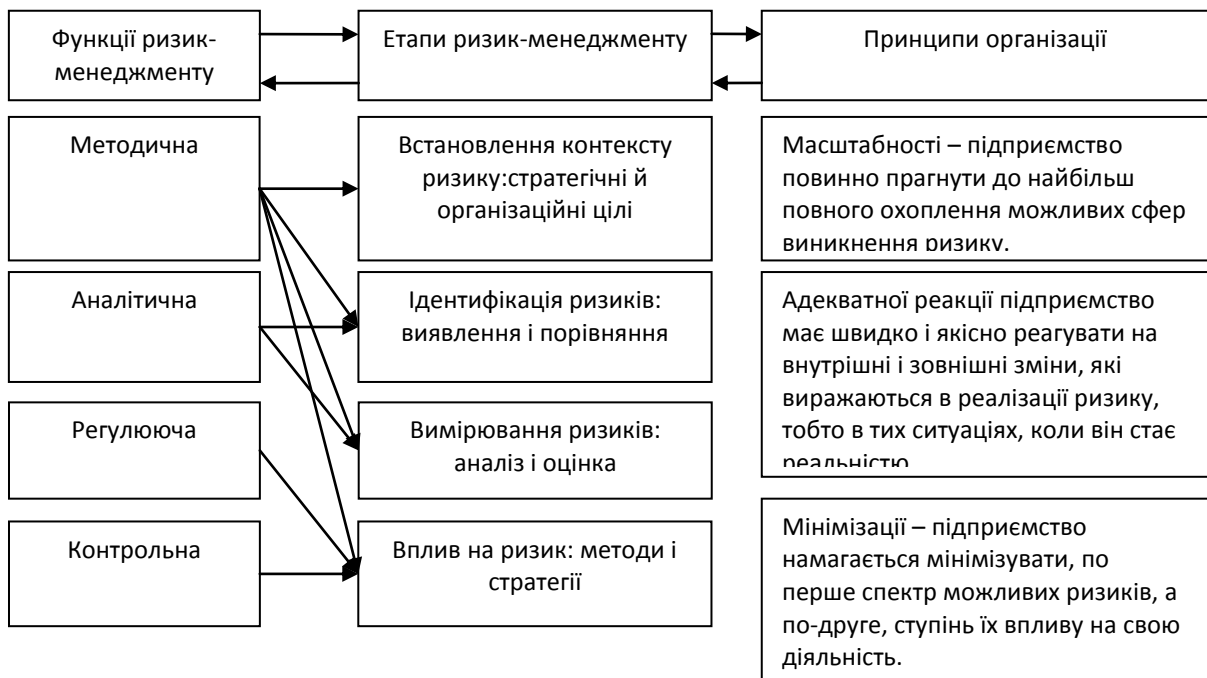 Функції ризик-
менеджменту
Етапи ризик-менеджменту
Принципи організації
Методична
Встановлення контексту
ризику:стратегічні й
організаційні цілі
Масштабності – підприємство
повинно прагнути до найбільш
повного охоплення можливих сфер
виникнення ризику.
Аналітична
Ідентифікація ризиків:
виявлення і порівняння
Адекватної реакції підприємство
має швидко і якісно реагувати на
внутрішні і зовнішні зміни, які
виражаються в реалізації ризику,
тобто в тих ситуаціях, коли він стає
реальністю
Регулююча
Вимірювання ризиків:
аналіз і оцінка
Контрольна
Вплив на ризик: методи і
стратегії
Мінімізації – підприємство
намагається мінімізувати, по
перше спектр можливих ризиків, а
по-друге, ступінь їх впливу на свою
діяльність.